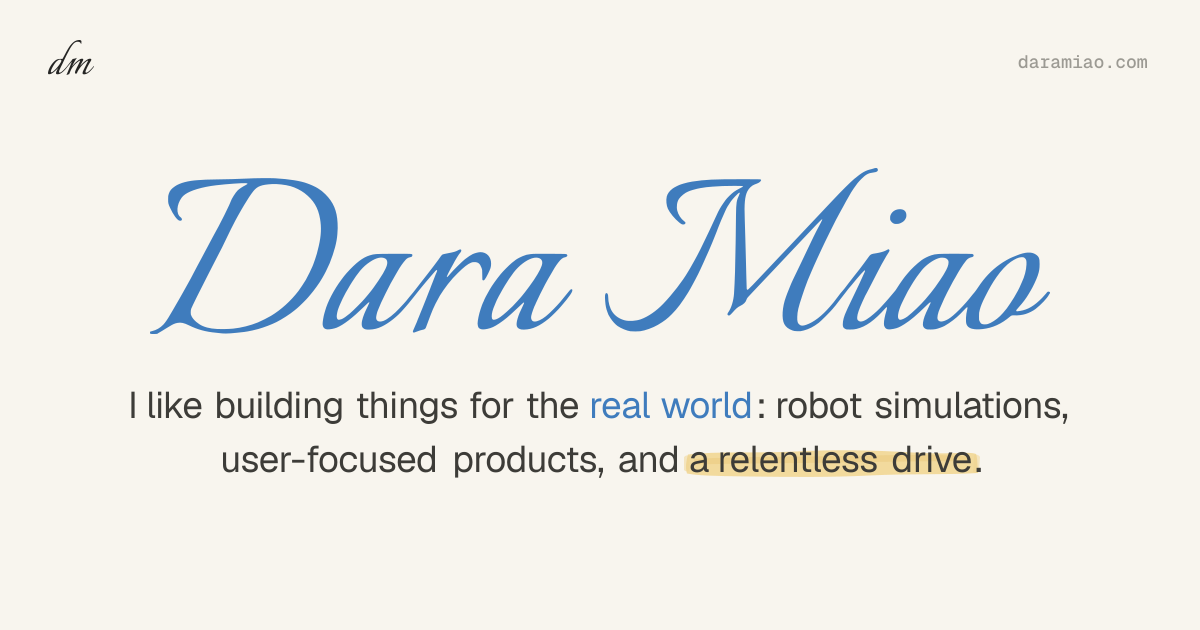 dm
daramiao.com
Dara Miao
I like building things for the real world: robot simulations,
user-focused products, and a relentless drive.